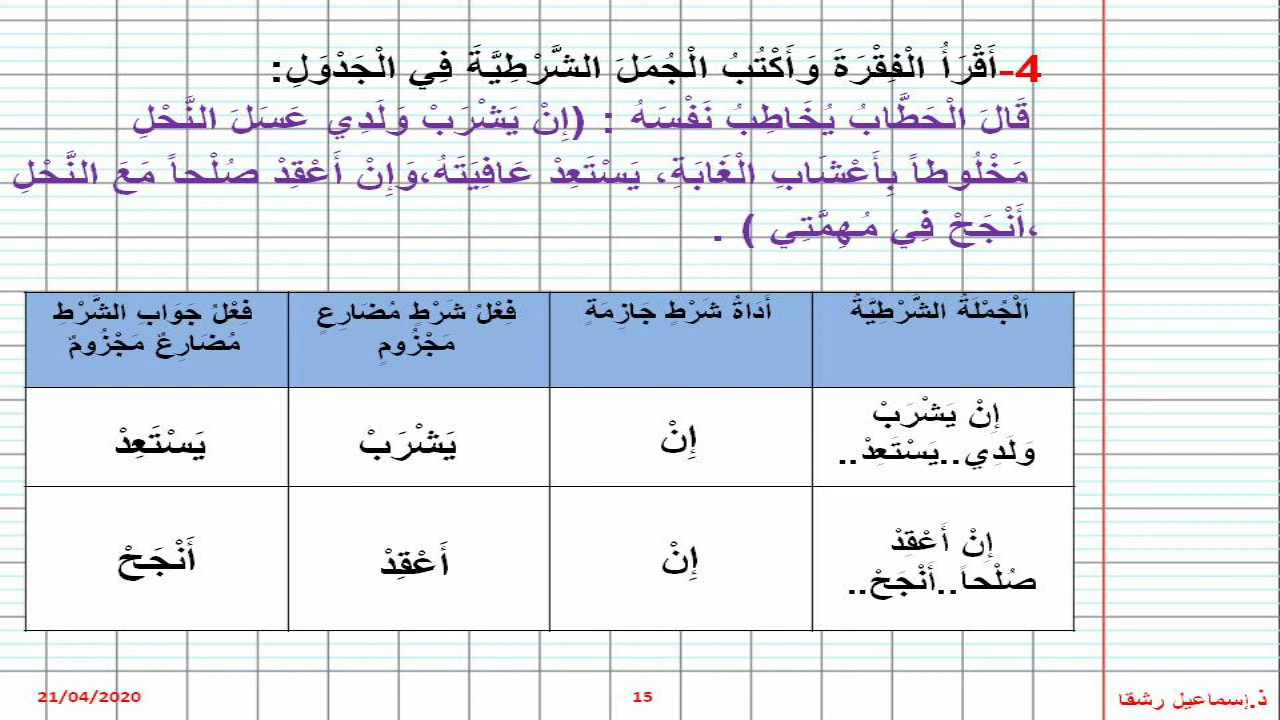 4-أَقْرَأُ الْفِقْرَةَ وَأَكْتُبُ الْجُمَلَ الشَّرْطِيَّةَ فِي الْجَدْوَلِ:
قَالَ الْحَطَّابُ يُخَاطِبُ نَفْسَهُ : (إِنْ يَشْرَبْ وَلَدِي عَسَلَ النَّحْلِ
مَخْلُوطاً بِأَعْشَابِ الْغَابَةِ، يَسْتَعِدْ عَافِيَتَهُ،وَإِنْ أَعْقِدْ صُلْحاً مَعَ النَّحْلِ
،أَنْجَحْ فِي مُهِمَّتِي ) .
اَلْجُمْلَةُ الشَّرْطِيَّةُ
أَدَاةُ شَرْطٍ جَازِمَةٍ
فِعْلُ شَرْطٍ مُضَارِعٍ
مَجْزُومٍ
فِعْلُ جَوَابِ الشَّرْطِ
مُضَارِعٌ مَجْزُومٌ
إِنْ يَشْرَبْ
وَلَدِي..يَسْتَعِدْ..
إِنْ
يَشْرَبْ
يَسْتَعِدْ
إِنْ أَعْقِدْ
صُلْحاً..أَنْجَحْ..
إِنْ
أَعْقِدْ
أَنْجَحْ
ذ.إسماعيل رشقا
15
21/04/2020